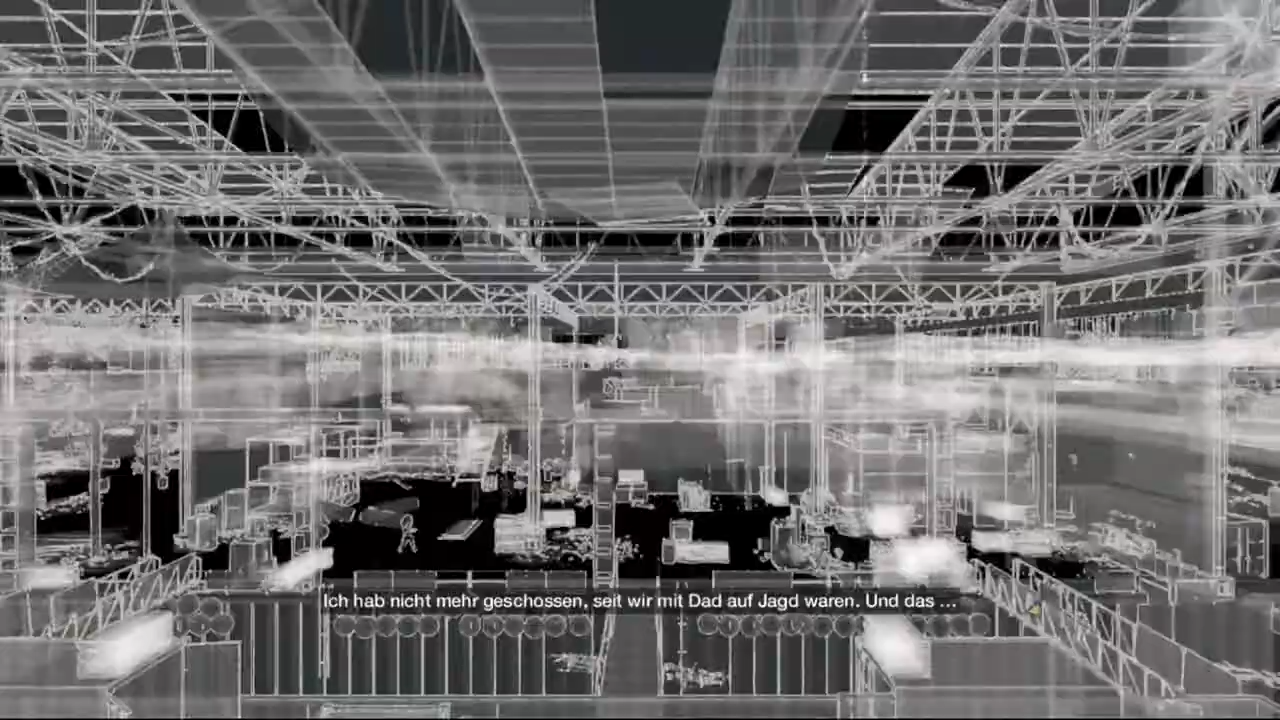 Ich hab nicht mehr geschossen, seit wir mit Dad auf Jagd waren. Und das ...